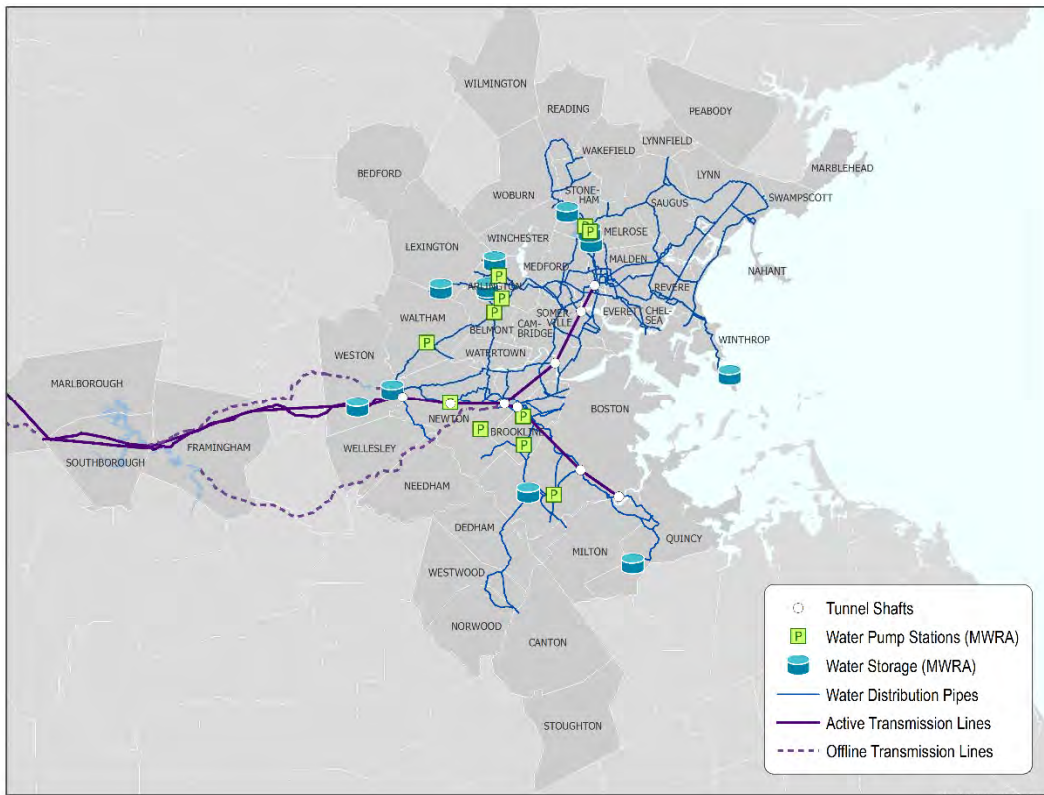 WILMINGTON
READING
PEABODY
LYNNFIELD
WAKEFIELD
MARBLEHEAD
BEDFORD
LYNN
WOBURN
STONE-
HAM
SWAMPSCOTT
SAUGUS
MELROSE
LEXINGTON
WINCHESTER
MEDFORD
MALDEN
NAHANT
P
P
P
ARLINGTON
REVERE
P
WALTHAM
P
BELMONT
CAM-
BRIDGE
SOMER
VILLE
EVERETT
CHEL-
SEA
WINTHROP
P
WATERTOWN
WESTON
MARLBOROUGH
P
BOSTON
NEWTON
P
P
BROOKLINE
P
FRAMINGHAM
WELLESLEY
SOUTHBOROUGH
NEEDHAM
P
DEDHAM
QUINCY
MILTON
WESTWOOD
NORWOOD
CANTON
STOUGHTON
Tunnel Shafts
P Water Pump Stations (MWRA)
Water Storage (MWRA)
Water Distribution Pipes
Active Transmission Lines
Offline Transmission Lines